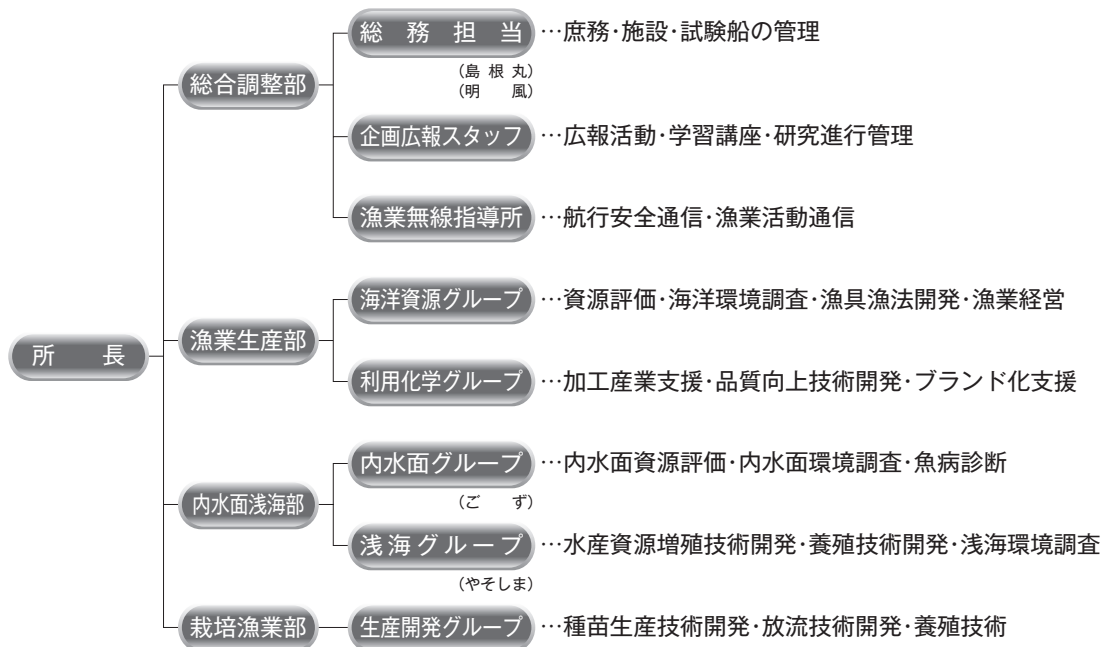 総務担当…庶務･施設･試験船の管理
(島根丸)
(明風)
総合調整部
企画広報スタッフ…広報活動･学習講座･研究進行管理
漁業無線指導所…航行安全通信･漁業活動通信
海洋資源グループ…資源評価･海洋環境調査･漁具漁法開発･漁業経営
漁業生産部
所長
利用化学グループ…加工産業支援･品質向上技術開発･ブランド化支援
内水面グループ…内水面資源評価･内水面環境調査･魚病診断
(ごず)
内水面浅海部
浅海グループ…水産資源増殖技術開発･養殖技術開発･浅海環境調査
(やそしま)
栽培漁業部
生産開発グループ…種苗生産技術開発･放流技術開発･養殖技術